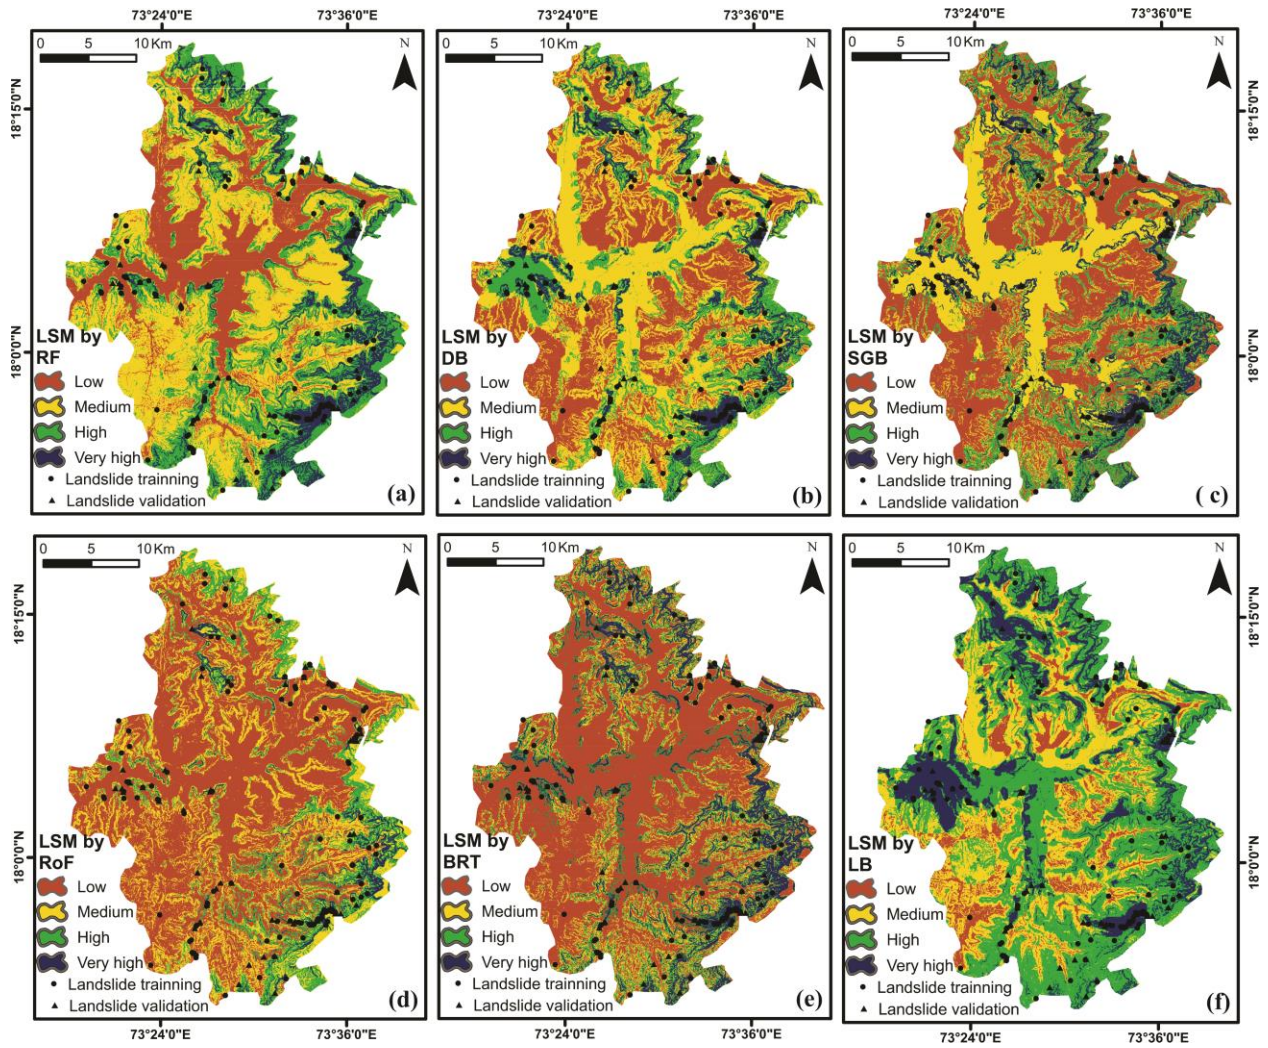 73°24'0"E 73°36'0"E
73°24'0"E 73°36'0"E
73°24'0"E 73°36'0"E
18°15'0"N
18°0'0"N
0 5 10 Km
N
LSM by
RF
Low
Medium
High
Very high
Landslide trainning
Landslide validation
(a)
0 5 10 Km
N
LSM by
DB
Low
Medium
High
Very high
Landslide trainning
Landslide validation
(b)
0 5 10 Km
N
LSM by
SGB
Low
Medium
High
Very high
Landslide training
Landslide validation
( c)
18°15'0"N
18°0'0"N
18°15'0"N
18°0'0"N
0 5 10 Km
N
LSM by
RoF
Low
Medium
High
Very high
Landslide trainning
Landslide validation
(d)
0 5 10 Km
N
LSM by
BRT
Low
Medium
High
Very high
Landslide trainning
Landslide validation
(e)
0 5 10 Km
N
LSM by
LB
Low
Medium
High
Very high
Landslide training
Landslide validation
(f)
18°15'0"N
18°0'0"N
73°24'0"E 73°36'0"E
73°24'0"E 73°36'0"E
73°24'0"E 73°36'0"E